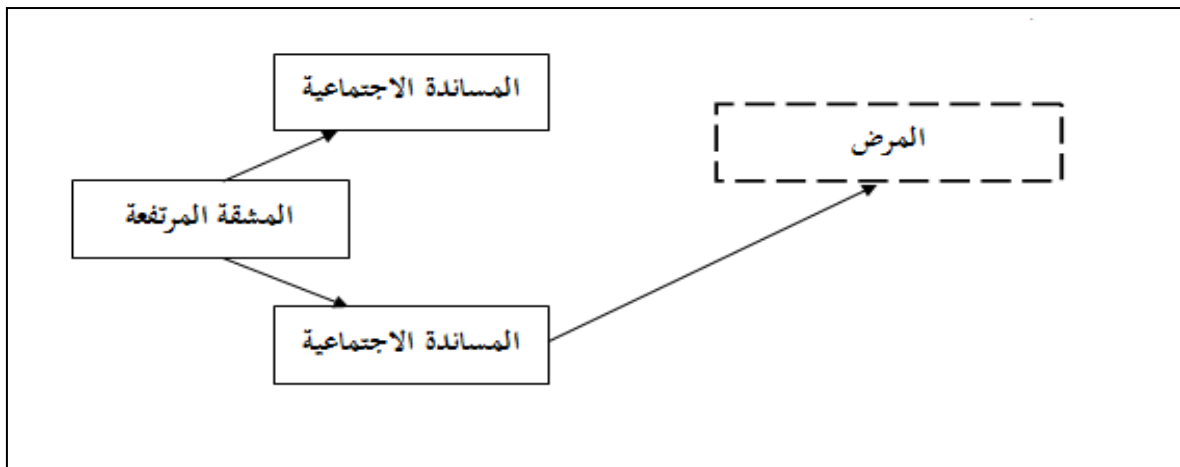 المساندة الاجتماعية
المرض
المشقة المرتفعة
المساندة الاجتماعية